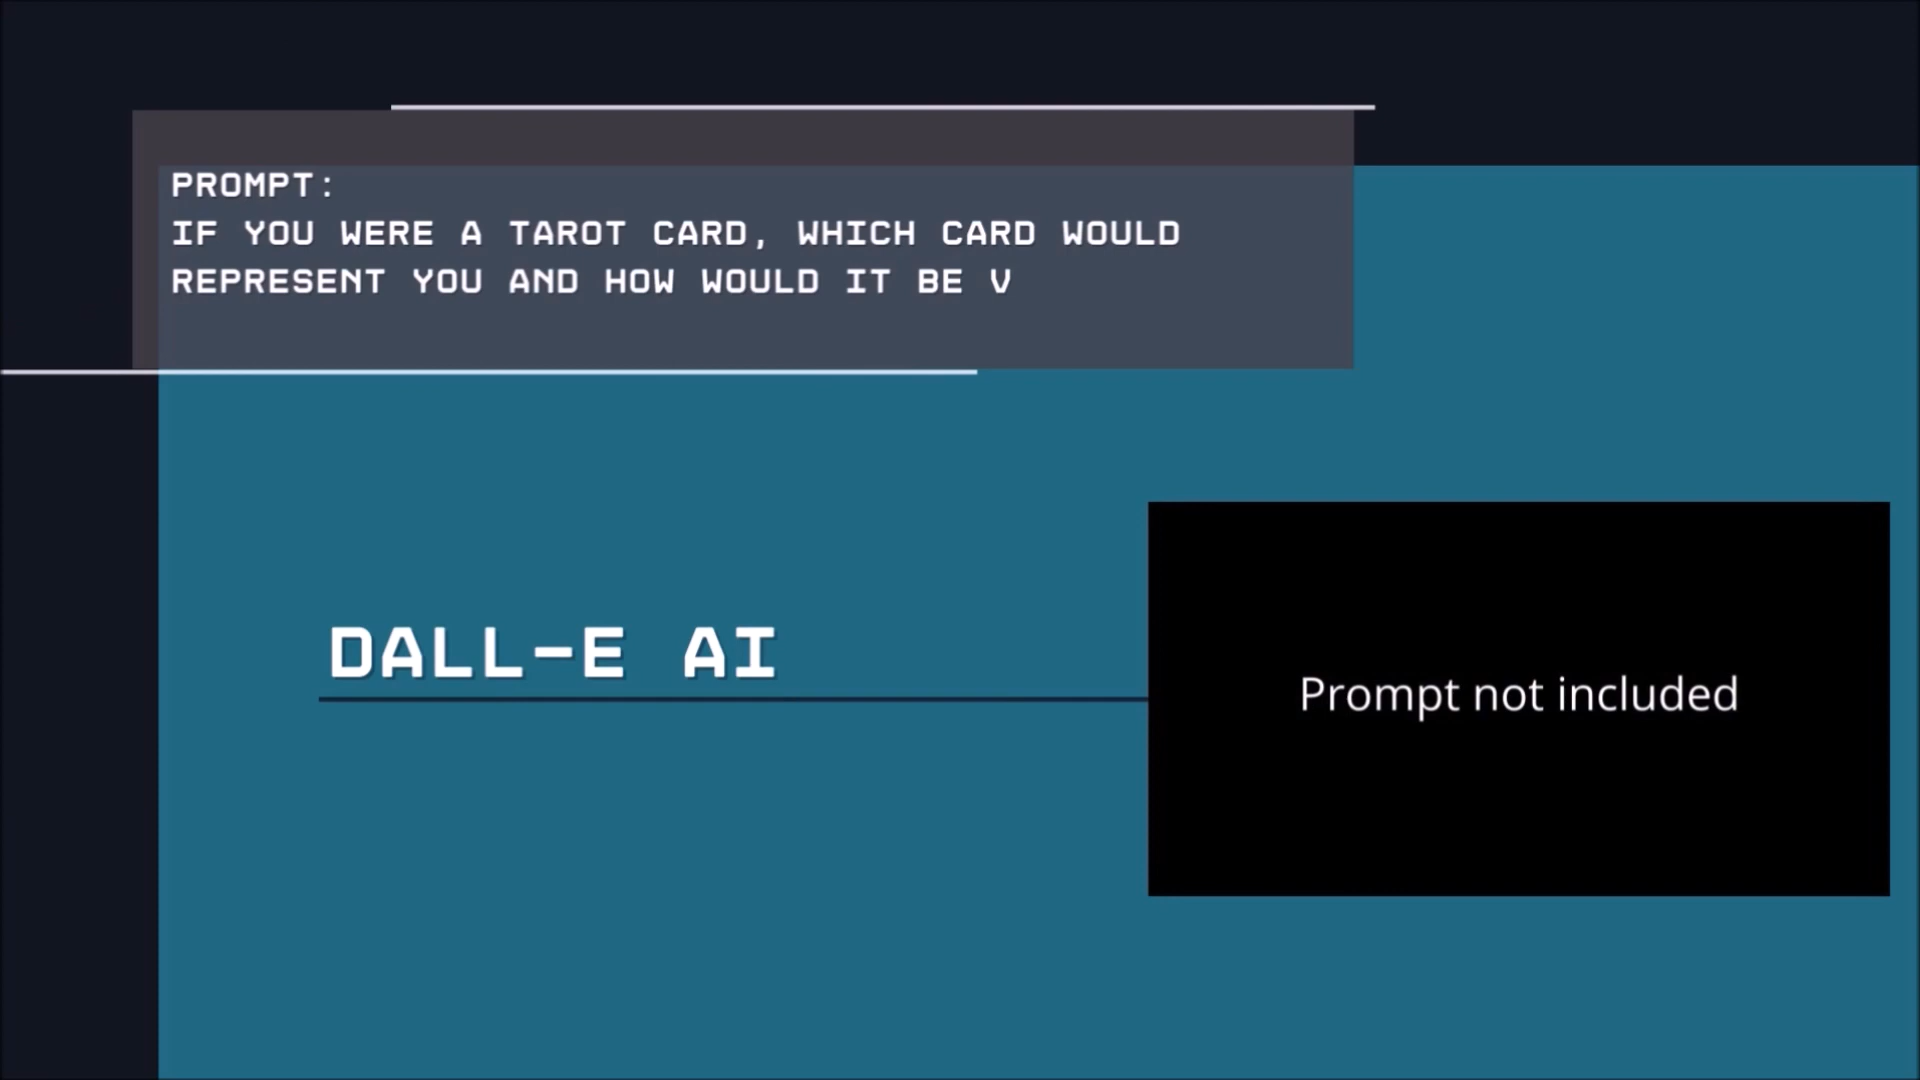 PROMPT:
IF YOU WERE A TAROT CARD, WHICH CARD WOULD
REPRESENT YOU AND HOW WOULD IT BE V
DALL-E AI
Prompt not included